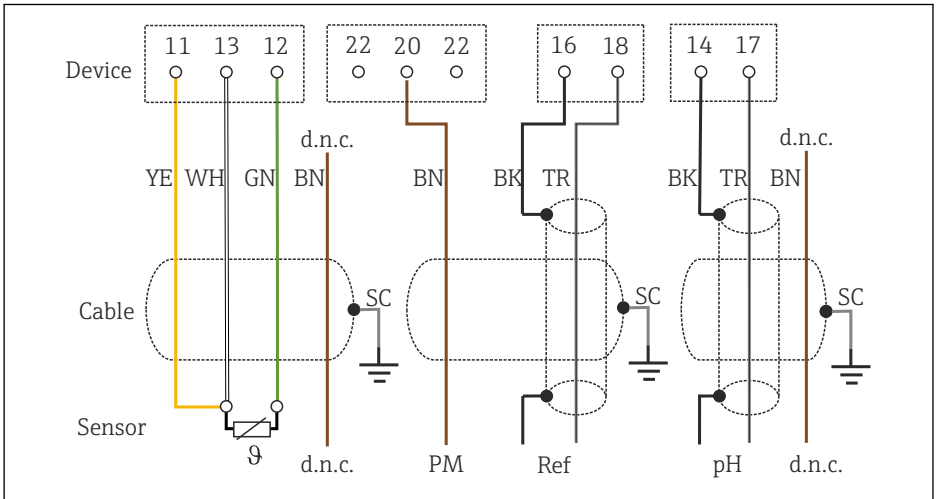 11 13 12 22 20 22 16 18 14 17
Device
d.n.c. d.n.c.
YE WH GN BN BN BK TR BK TR BN
SC SC SC
Cable
Sensor
ϑ d.n.c. PM Ref pH d.n.c.